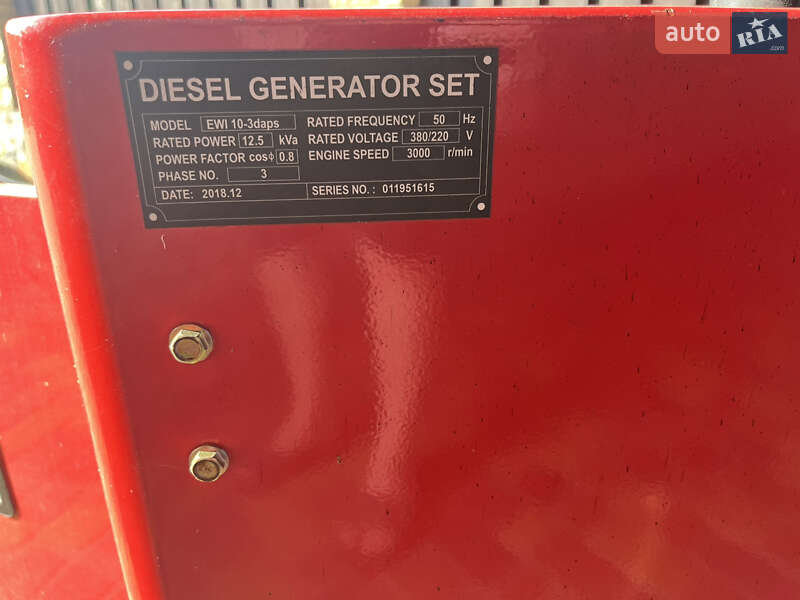 auto RIA
DIESEL GENERATOR SET
MODEL EWI 10-3daps
RATED POWER 12.5 kVa
POWER FACTOR cosϕ 0.8
PHASE NO. 3
RATED FREQUENCY 50 Hz
RATED VOLTAGE 380/220 V
ENGINE SPEED 3000 r/min
DATE: 2018.12
SERIES NO. : 011951615